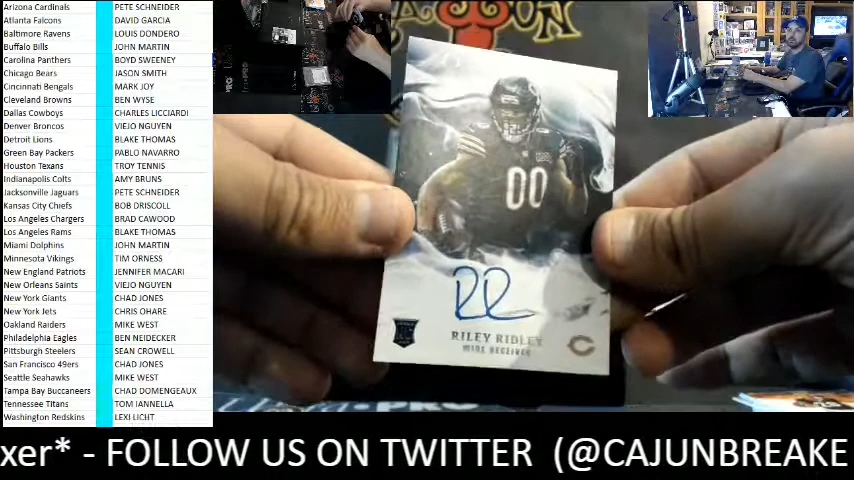 Arizona Cardinals PETE SCHNEIDER
Atlanta Falcons DAVID GARCIA
Baltimore Ravens LOUIS DONDERO
Buffalo Bills JOHN MARTIN
Carolina Panthers BOYD SWEENEY
Chicago Bears JASON SMITH
Cincinnati Bengals MARK JOY
Cleveland Browns BEN WYSE
Dallas Cowboys CHARLES LICCIARDI
Denver Broncos VIEJO NGUYEN
Detroit Lions BLAKE THOMAS
Green Bay Packers PABLO NAVARRO
Houston Texans TROY TENNIS
Indianapolis Colts AMY BRUNS
Jacksonville Jaguars PETE SCHNEIDER
Kansas City Chiefs BOB DRISCOLL
Los Angeles Chargers BRAD CAWOOD
Los Angeles Rams BLAKE THOMAS
Miami Dolphins JOHN MARTIN
Minnesota Vikings TIM ORNESS
New England Patriots JENNIFER MACARI
New Orleans Saints VIEJO NGUYEN
New York Giants CHAD JONES
New York Jets CHRIS OHARE
Oakland Raiders MIKE WEST
Philadelphia Eagles BEN NEIDECKER
Pittsburgh Steelers SEAN CROWELL
San Francisco 49ers CHAD JONES
Seattle Seahawks MIKE WEST
Tampa Bay Buccaneers CHAD DOMENGEAUX
Tennessee Titans TOM IANNELLA
Washington Redskins LEXI LICHT
00
RR
RILEY RIDLEY
WIDE RECEIVER
xer* - FOLLOW US ON TWITTER (@CAJUNBREAKE